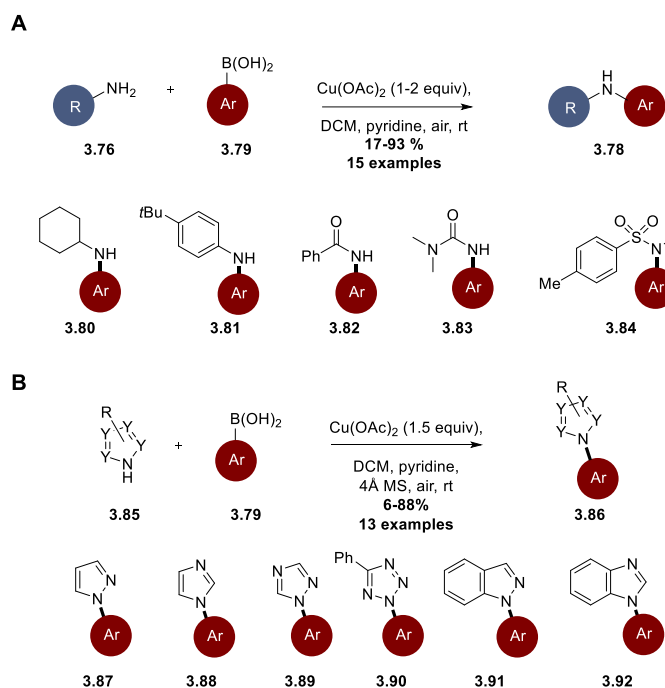 A
R
NH2
+
B(OH)2
Ar
Cu(OAc)2 (1-2 equiv),
DCM, pyridine, air, rt
17-93 %
15 examples
R
H
N
Ar
3.76
3.79
3.78
NH
Ar
3.80
tBu
NH
Ar
3.81
O
Ph
NH
Ar
3.82
O
N
NH
Ar
3.83
O
O
S
N
Me
Ar
3.84
B
R
Y
Y
Y
Y
N
H
+
B(OH)2
Ar
Cu(OAc)2 (1.5 equiv),
DCM, pyridine,
4Å MS, air, rt
6-88%
13 examples
R
Y
Y
Y
Y
N
Ar
3.85
3.79
3.86
N
N
Ar
3.87
N
N
Ar
3.88
N
N
N
Ar
3.89
Ph
N
N
N
N
Ar
3.90
N
N
Ar
3.91
N
N
Ar
3.92